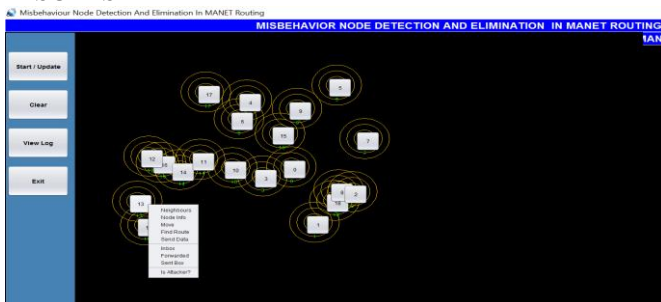 Misbehaviour Node Detection And Elimination In MANET Routing
MISBEHAVIOR NODE DETECTION AND ELIMINATION IN MANET ROUTING
MAN
Start / Update
Clear
View Log
Exit
5
17
4
9
6
15
7
12
11
14
10
3
0
2
13
1
Neighbours
Node Info
Move
Find Route
Send Data
Inbox
Forwarded
Sent Box
Is Attacker?